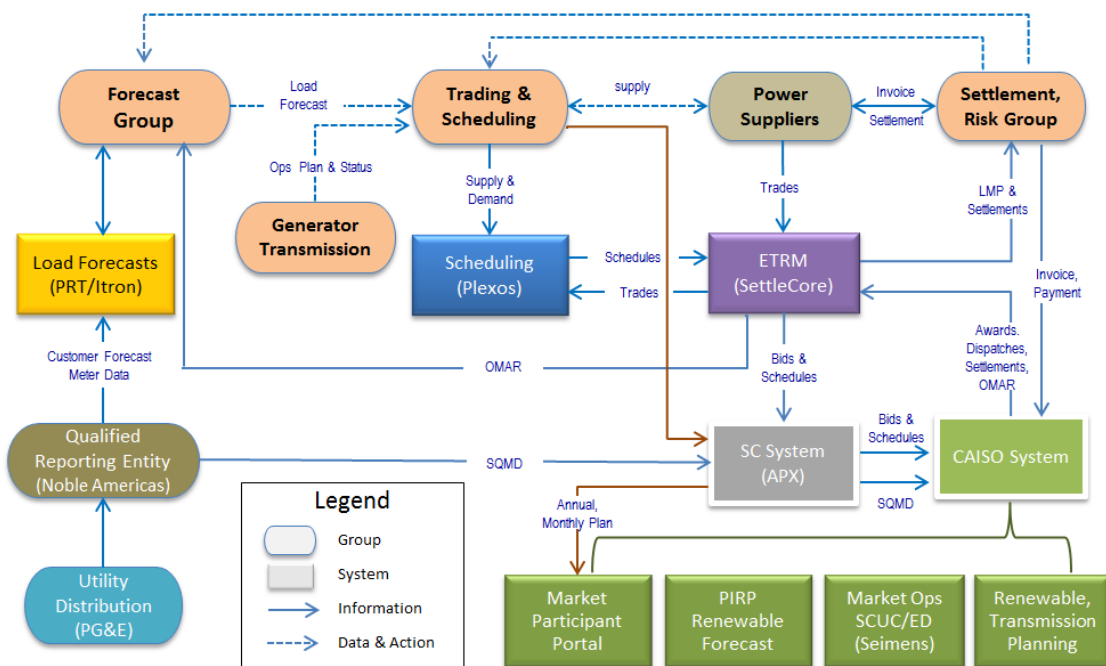 Forecast
Group
Load
Forecast
Trading &
Scheduling
supply
Power
Suppliers
Invoice
Settlement
Settlement,
Risk Group
Ops Plan & Status
Generator
Transmission
Supply &
Demand
Trades
LMP &
Settlements
Load Forecasts
(PRT/Itron)
Scheduling
(Plexos)
Schedules
Trades
ETRM
(SettleCore)
Invoice,
Payment
Customer Forecast
Meter Data
OMAR
Bids &
Schedules
Awards.
Dispatches,
Settlements,
OMAR
Qualified
Reporting Entity
(Noble Americas)
SQMD
SC System
(APX)
Bids &
Schedules
SQMD
CAISO System
Legend
Group
System
Information
Data & Action
Annual,
Monthly Plan
Utility
Distribution
(PG&E)
Market
Participant
Portal
PIRP
Renewable
Forecast
Market Ops
SCUC/ED
(Seimens)
Renewable,
Transmission
Planning